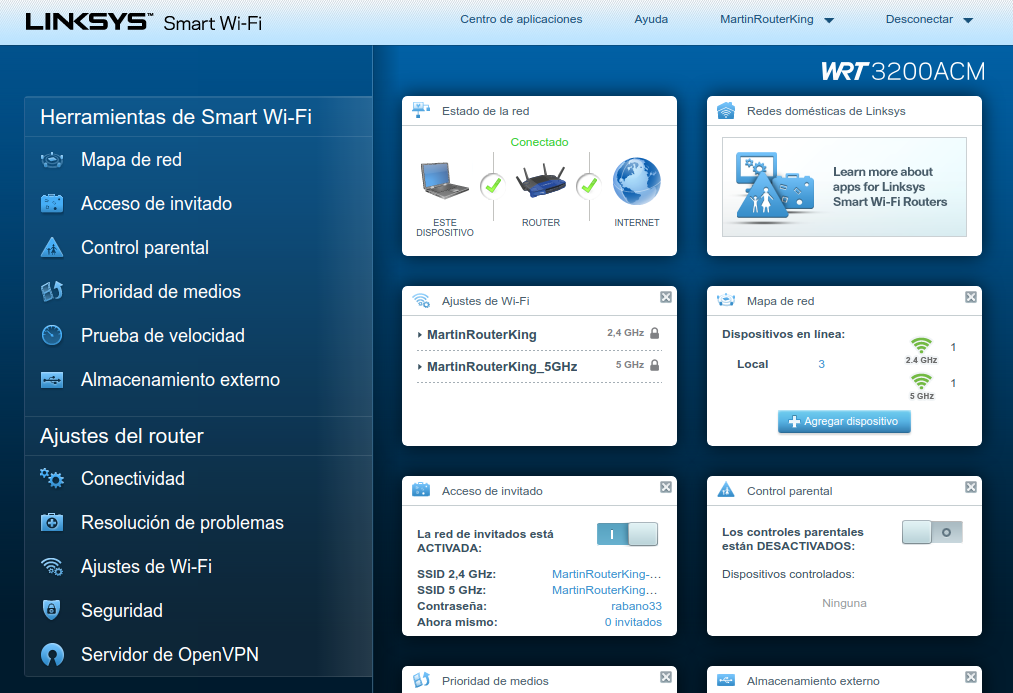 LINKSYS™ Smart Wi-Fi
Centro de aplicaciones
Ayuda
MartinRouterKing
Desconectar
WRT3200ACM
Herramientas de Smart Wi-Fi
Mapa de red
Acceso de invitado
Control parental
Prioridad de medios
Prueba de velocidad
Almacenamiento externo
Ajustes del router
Conectividad
Resolución de problemas
Ajustes de Wi-Fi
Seguridad
Servidor de OpenVPN
Estado de la red
Conectado
ESTE
DISPOSITIVO
ROUTER
INTERNET
Redes domésticas de Linksys
Learn more about
apps for Linksys
Smart Wi-Fi Routers
Ajustes de Wi-Fi
MartinRouterKing 2,4 GHz
MartinRouterKing_5GHz 5 GHz
Mapa de red
Dispositivos en línea:
Local 3
2.4 GHz 1
5 GHz 1
Agregar dispositivo
Acceso de invitado
La red de invitados está
ACTIVADA:
SSID 2,4 GHz: MartinRouterKing-...
SSID 5 GHz: MartinRouterKing...
Contraseña: rabano33
Ahora mismo: 0 invitados
Control parental
Los controles parentales
están DESACTIVADOS:
Dispositivos controlados:
Ninguna
Prioridad de medios
Almacenamiento externo